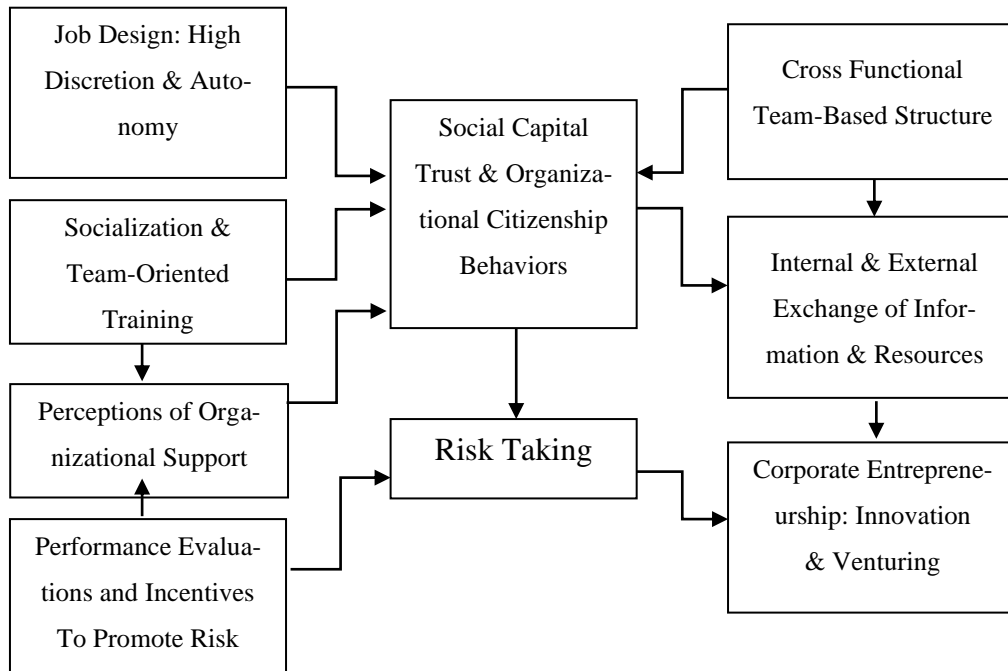 Job Design: High
Discretion & Auto-
nomy
Socialization &
Team-Oriented
Training
Perceptions of Orga-
nizational Support
Performance Evalua-
tions and Incentives
To Promote Risk
Social Capital
Trust & Organiza-
tional Citizenship
Behaviors
Risk Taking
Cross Functional
Team-Based Structure
Internal & External
Exchange of Infor-
mation & Resources
Corporate Entreprene-
urship: Innovation
& Venturing